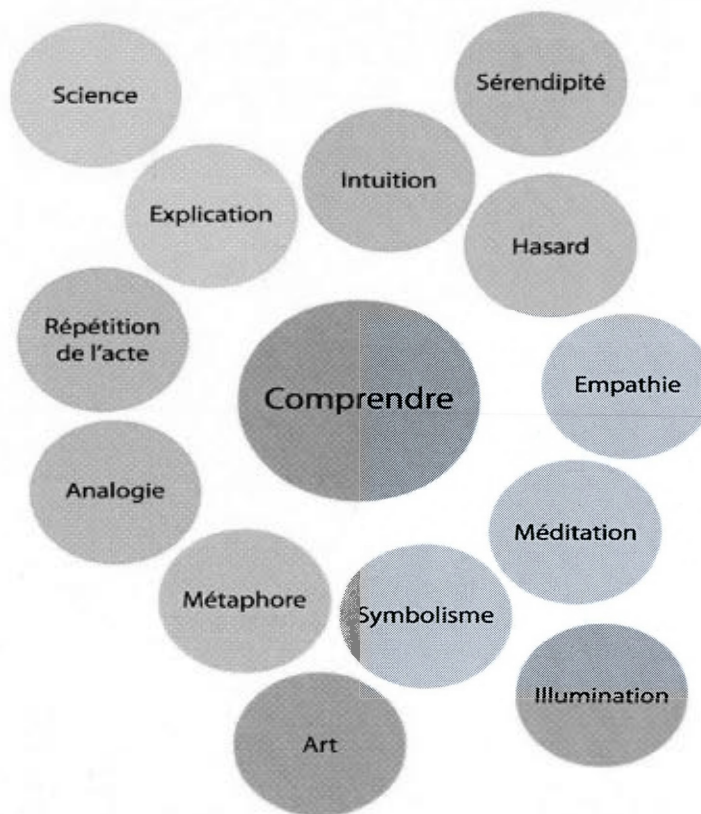 Science
Sérendipité
Intuition
Explication
Hasard
Répétition
de l'acte
Empathie
Comprendre
Analogie
Méditation
Métaphore
Symbolisme
Illumination
Art